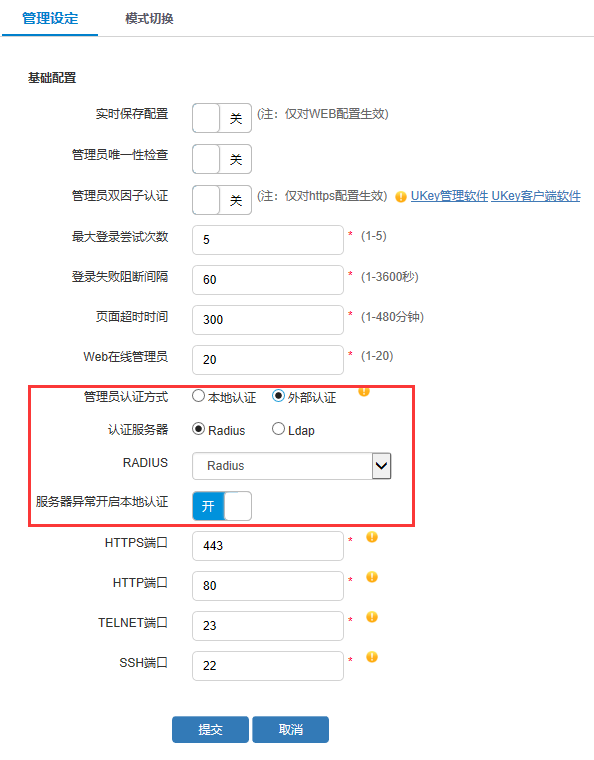 管理设定 模式切换
基础配置
实时保存配置 关 (注：仅对WEB配置生效)
管理员唯一性检查 关
管理员双因子认证 关 (注：仅对https配置生效) UKey管理软件 UKey客户端软件
最大登录尝试次数 5 * (1-5)
登录失败阻断间隔 60 * (1-3600秒)
页面超时时间 300 * (1-480分钟)
Web在线管理员 20 * (1-20)
管理员认证方式 本地认证 外部认证
认证服务器 Radius Ldap
RADIUS Radius
服务器异常开启本地认证 开
HTTPS端口 443 *
HTTP端口 80 *
TELNET端口 23 *
SSH端口 22 *
提交 取消